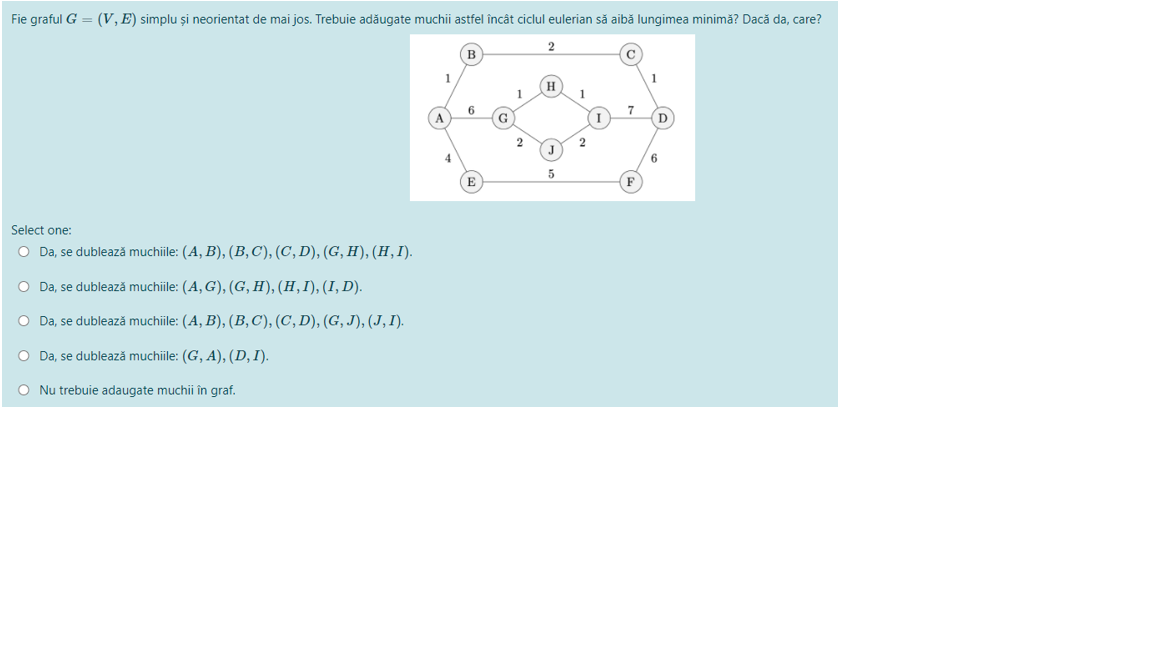 Fie graful G = (V, E) simplu și neorientat de mai jos. Trebuie adăugate muchii astfel încât ciclul eulerian să aibă lungimea minimă? Dacă da, care?
B 2 C
1 H 1
1 1
A 6 G I 7 D
2 J 2
4 6
E 5 F
Select one:
Da, se dublează muchiile: (A, B), (B, C), (C, D), (G, H), (H, I).
Da, se dublează muchiile: (A, G), (G, H), (H, I), (I, D).
Da, se dublează muchiile: (A, B), (B, C), (C, D), (G, J), (J, I).
Da, se dublează muchiile: (G, A), (D, I).
Nu trebuie adaugate muchii în graf.